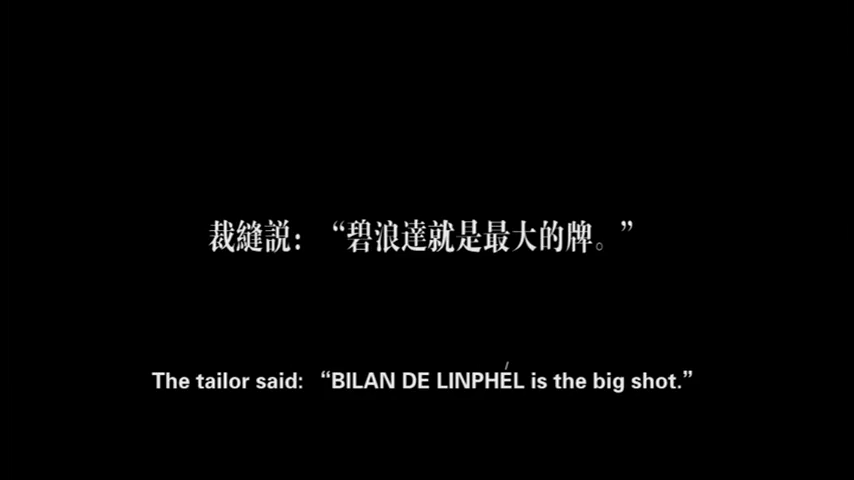 裁縫説：“碧浪達就是最大的牌。”
The tailor said: “BILAN DE LINPHÉL is the big shot.”